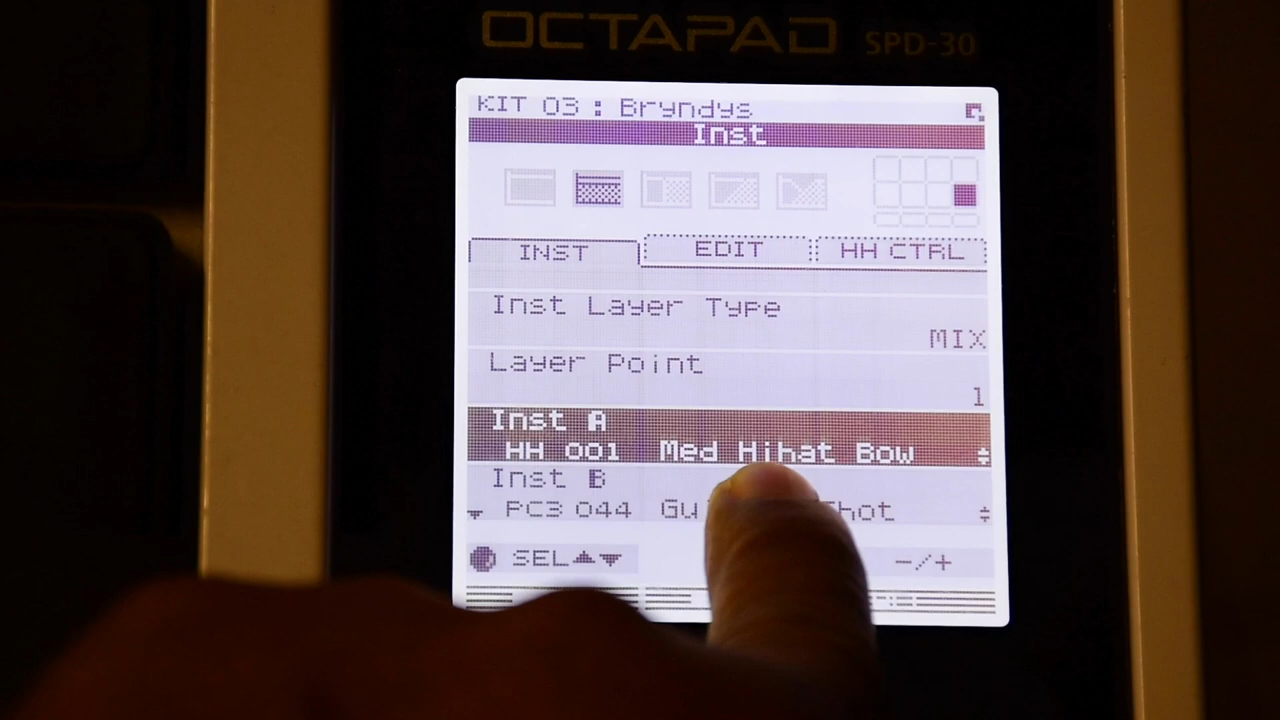 OCTAPAD SPD-30
KIT 03 : Bryndys
Inst
INST EDIT HH CTRL
Inst Layer Type
MIX
Layer Point
1
Inst A
HH 001 Med Hihat Bow
Inst B
PC3 044
SEL▲▼ -/+